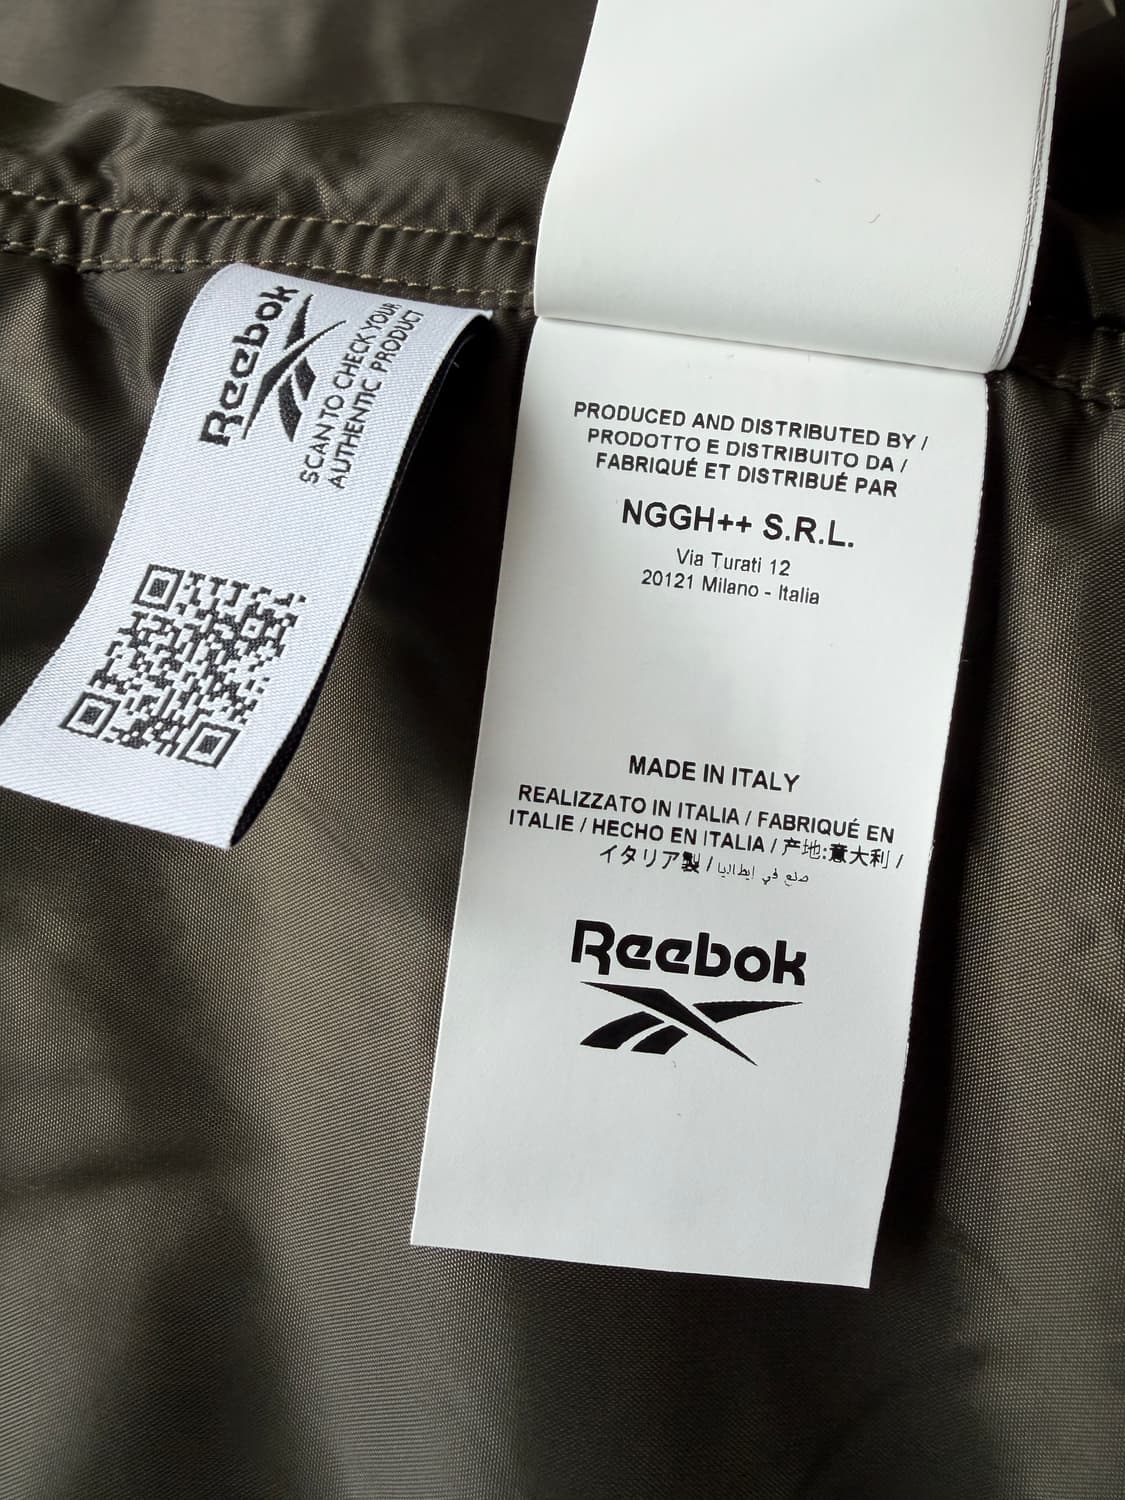 Reebok
SCAN TO CHECK YOUR
AUTHENTIC PRODUCT
PRODUCED AND DISTRIBUTED BY /
PRODOTTO E DISTRIBUITO DA /
FABRIQUÉ ET DISTRIBUÉ PAR
NGGH++ S.R.L.
Via Turati 12
20121 Milano - Italia
MADE IN ITALY
REALIZZATO IN ITALIA / FABRIQUÉ EN
ITALIE / HECHO EN ITALIA / 产地:意大利 /
イタリア製 / صنع في إيطاليا
Reebok